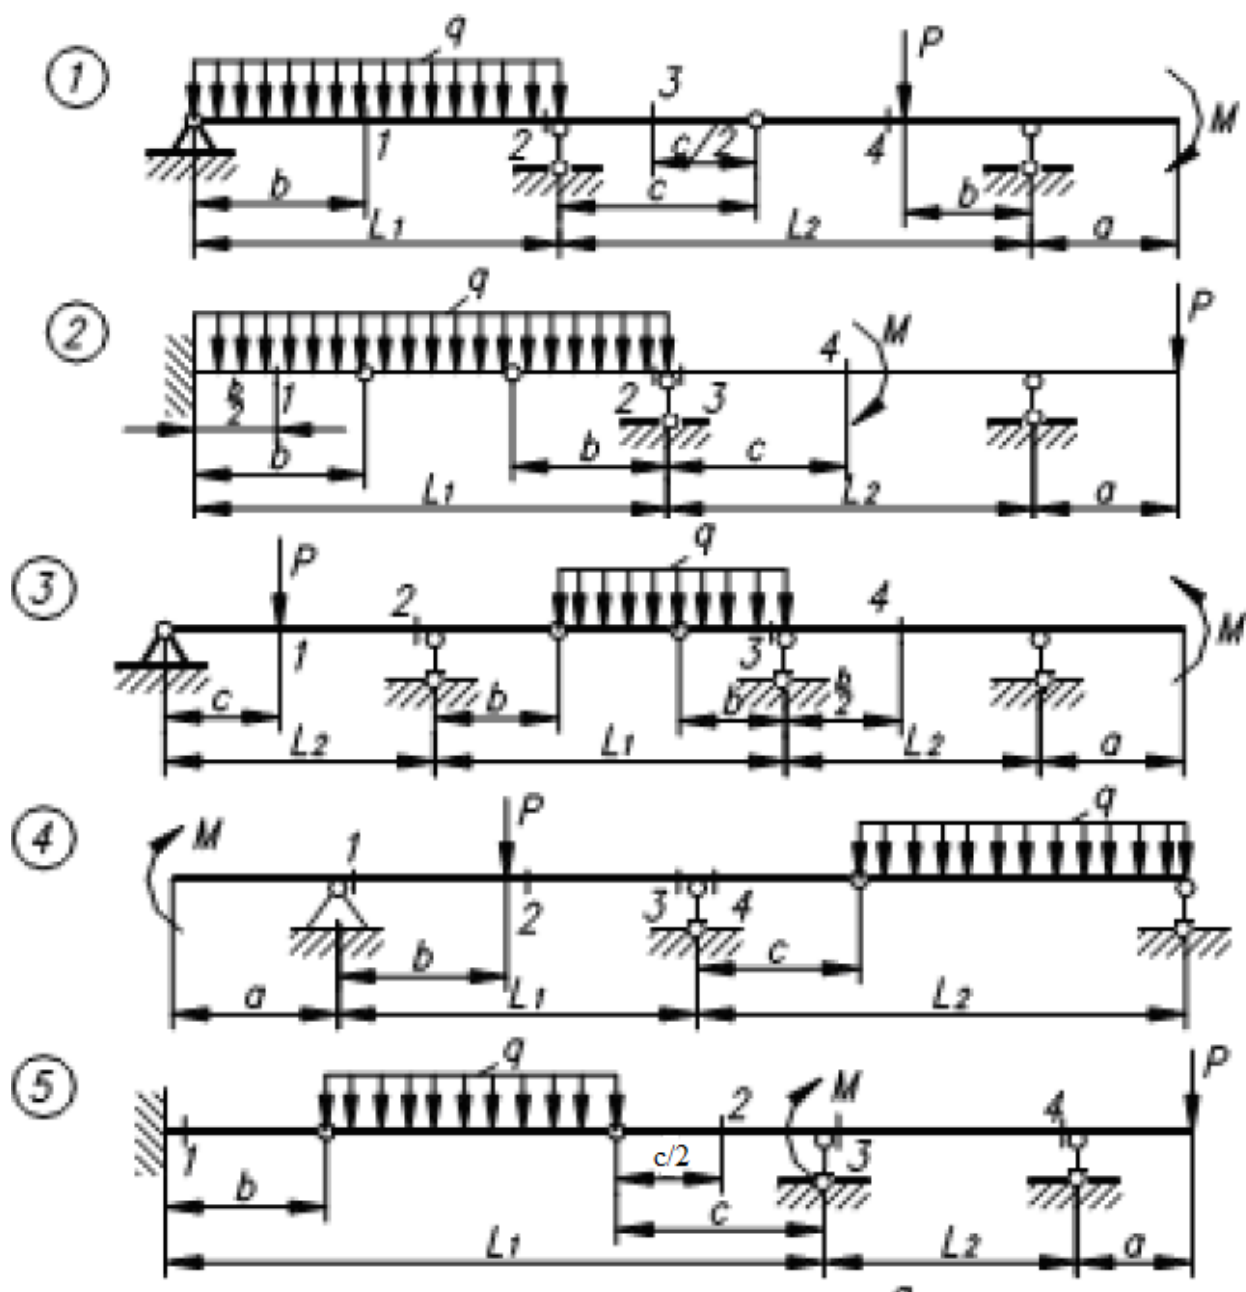 1 q 3 P M
1 2 c/2 4
b c b
L1 L2 a
2 q 4 M P
b/2 1 2 3
b b c
L1 L2 a
3 P 2 q 4 M
1 3
c b b b/2
L2 L1 L2 a
4 M 1 P q
2 3 4
b c
a L1 L2
5 q 2 M 4 P
1 c/2 3
b c
L1 L2 a